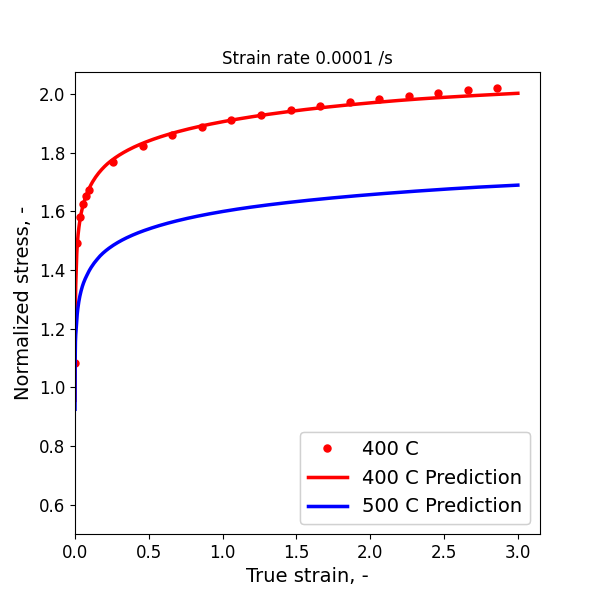 Strain rate 0.0001 /s
Normalized stress, -
2.0
1.8
1.6
1.4
1.2
1.0
0.8
0.6
400 C
400 C Prediction
500 C Prediction
0.0 0.5 1.0 1.5 2.0 2.5 3.0
True strain, -